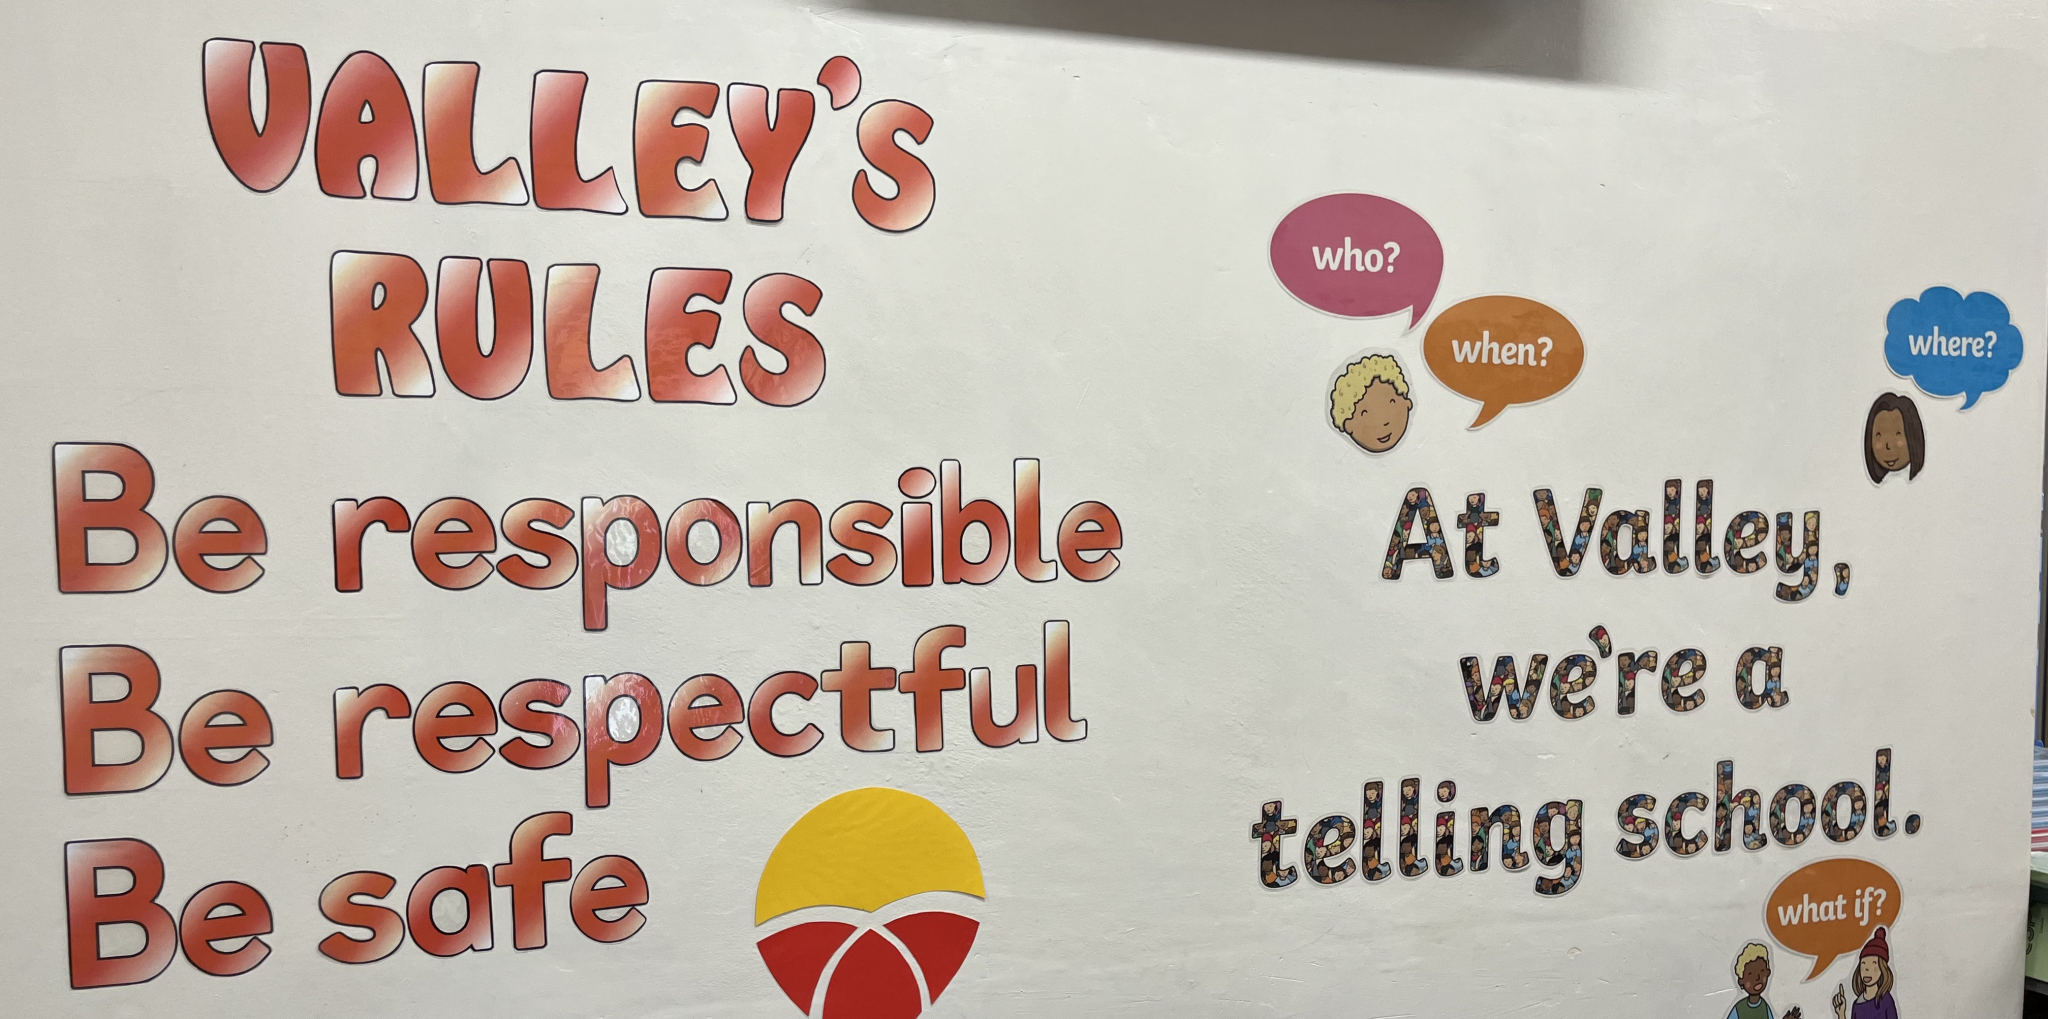 VALLEY'S
RULES
Be responsible
Be respectful
Be safe
who?
when?
where?
At Valley,
we're a
telling school.
what if?